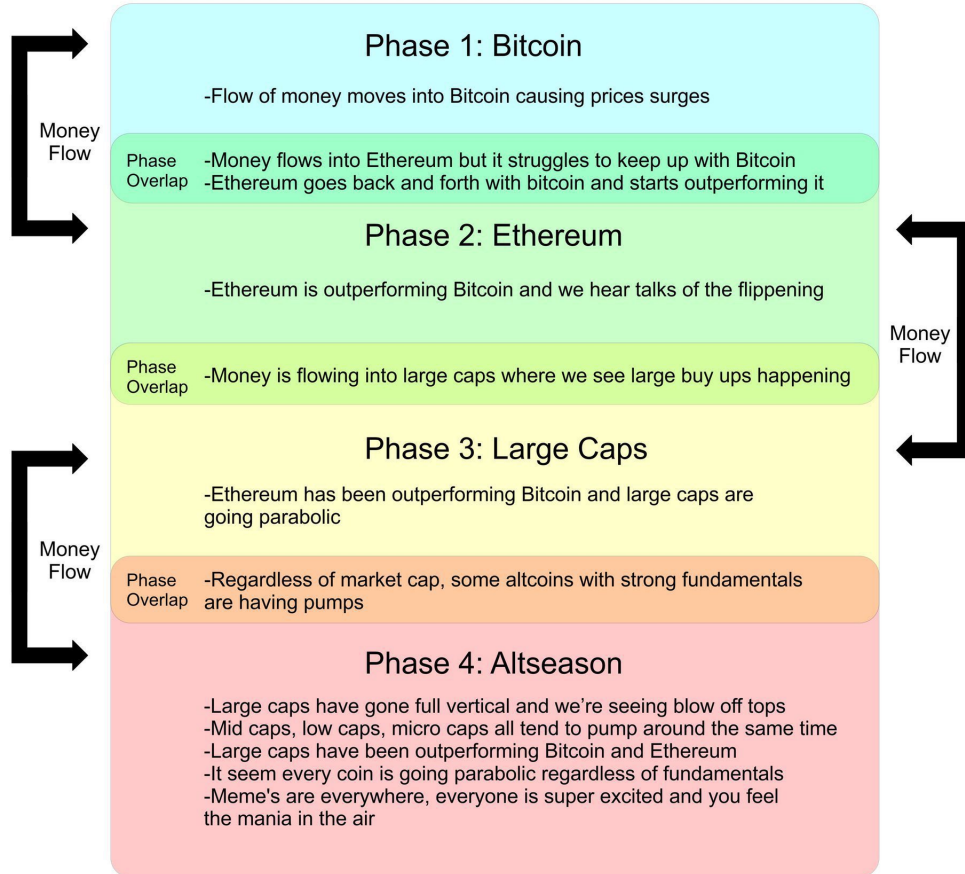 Phase 1: Bitcoin
-Flow of money moves into Bitcoin causing prices surges
Money
Flow
Phase
Overlap
-Money flows into Ethereum but it struggles to keep up with Bitcoin
-Ethereum goes back and forth with bitcoin and starts outperforming it
Phase 2: Ethereum
-Ethereum is outperforming Bitcoin and we hear talks of the flippening
Money
Flow
Phase
Overlap
-Money is flowing into large caps where we see large buy ups happening
Phase 3: Large Caps
-Ethereum has been outperforming Bitcoin and large caps are
going parabolic
Money
Flow
Phase
Overlap
-Regardless of market cap, some altcoins with strong fundamentals
are having pumps
Phase 4: Altseason
-Large caps have gone full vertical and we’re seeing blow off tops
-Mid caps, low caps, micro caps all tend to pump around the same time
-Large caps have been outperforming Bitcoin and Ethereum
-It seem every coin is going parabolic regardless of fundamentals
-Meme's are everywhere, everyone is super excited and you feel
the mania in the air